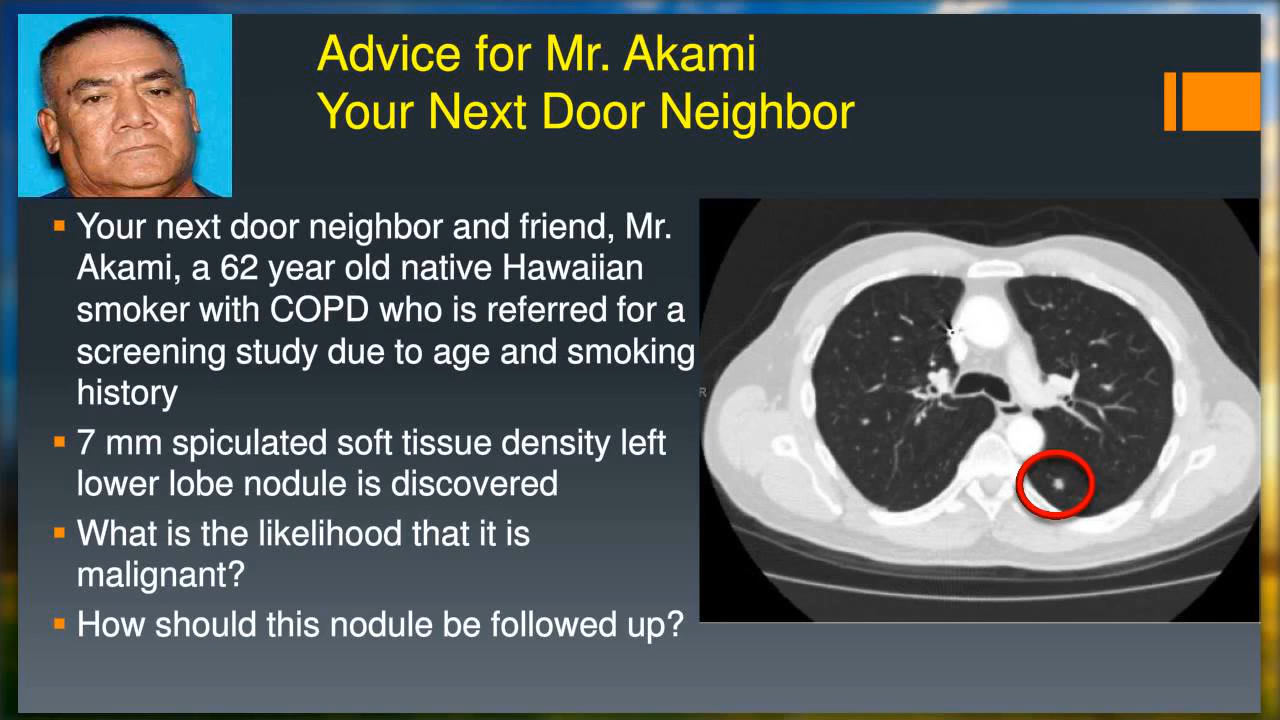 Advice for Mr. Akami
Your Next Door Neighbor
Your next door neighbor and friend, Mr.
Akami, a 62 year old native Hawaiian
smoker with COPD who is referred for a
screening study due to age and smoking
history
7 mm spiculated soft tissue density left
lower lobe nodule is discovered
What is the likelihood that it is
malignant?
How should this nodule be followed up?
R